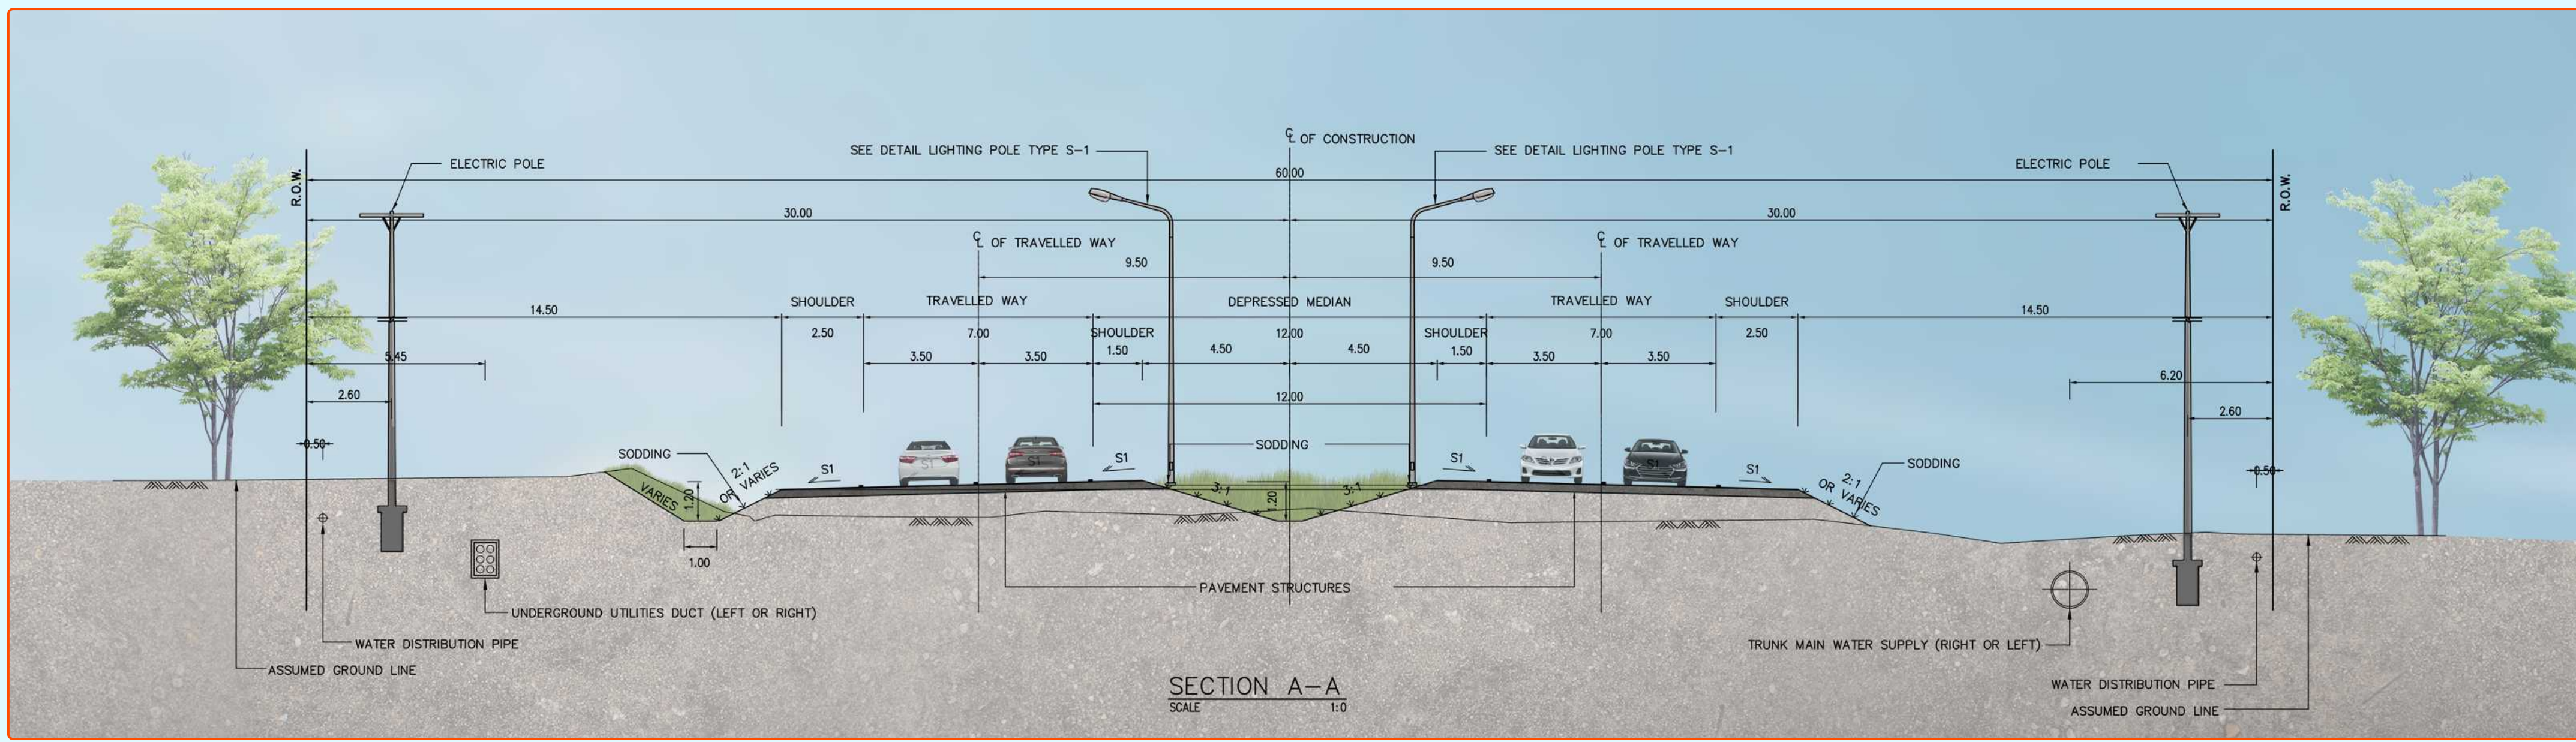 ℄ OF CONSTRUCTION
SEE DETAIL LIGHTING POLE TYPE S-1
SEE DETAIL LIGHTING POLE TYPE S-1
ELECTRIC POLE
ELECTRIC POLE
R.O.W.
60.00
R.O.W.
30.00
30.00
℄ OF TRAVELLED WAY
℄ OF TRAVELLED WAY
9.50
9.50
SHOULDER
TRAVELLED WAY
DEPRESSED MEDIAN
TRAVELLED WAY
SHOULDER
14.50
14.50
2.50
7.00
SHOULDER
12.00
SHOULDER
7.00
2.50
3.50
3.50
1.50
4.50
4.50
1.50
3.50
3.50
5.45
6.20
2.60
12.00
2.60
0.50
SODDING
SODDING
2:1
OR VARIES
S1
S1
S1
S1
S1
S1
S1
2:1
OR VARIES
SODDING
0.50
VARIES
1.20
3:1
1.20
3:1
1.00
PAVEMENT STRUCTURES
UNDERGROUND UTILITIES DUCT (LEFT OR RIGHT)
WATER DISTRIBUTION PIPE
TRUNK MAIN WATER SUPPLY (RIGHT OR LEFT)
ASSUMED GROUND LINE
WATER DISTRIBUTION PIPE
SECTION A-A
SCALE 1:0
ASSUMED GROUND LINE